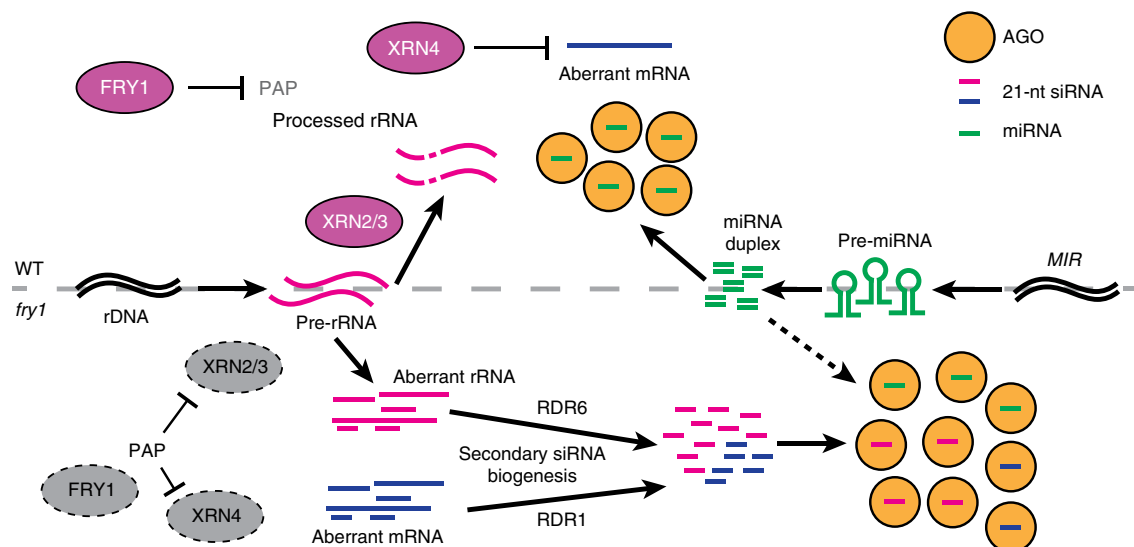 XRN4
AGO
FRY1
PAP
Aberrant mRNA
21-nt siRNA
Processed rRNA
miRNA
XRN2/3
miRNA
duplex
Pre-miRNA
MIR
WT
fry1
rDNA
Pre-rRNA
XRN2/3
Aberrant rRNA
RDR6
PAP
Secondary siRNA
biogenesis
FRY1
XRN4
RDR1
Aberrant mRNA